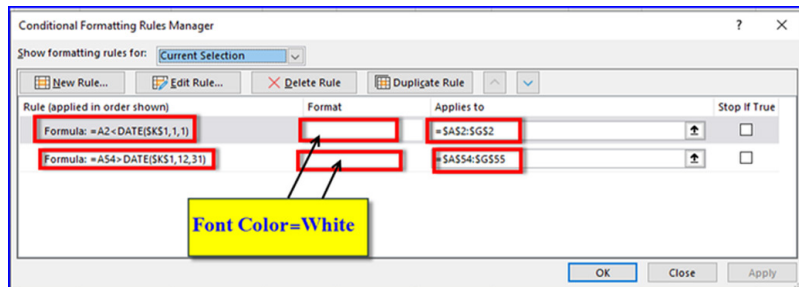 Conditional Formatting Rules Manager ? ×
Show formatting rules for: Current Selection
New Rule... Edit Rule... Delete Rule Duplicate Rule
Rule (applied in order shown) Format Applies to Stop If True
Formula: =A2<DATE($K$1,1,1) =$A$2:$G$2
Formula: =A54>DATE($K$1,12,31) =$A$54:$G$55
Font Color=White
OK Close Apply